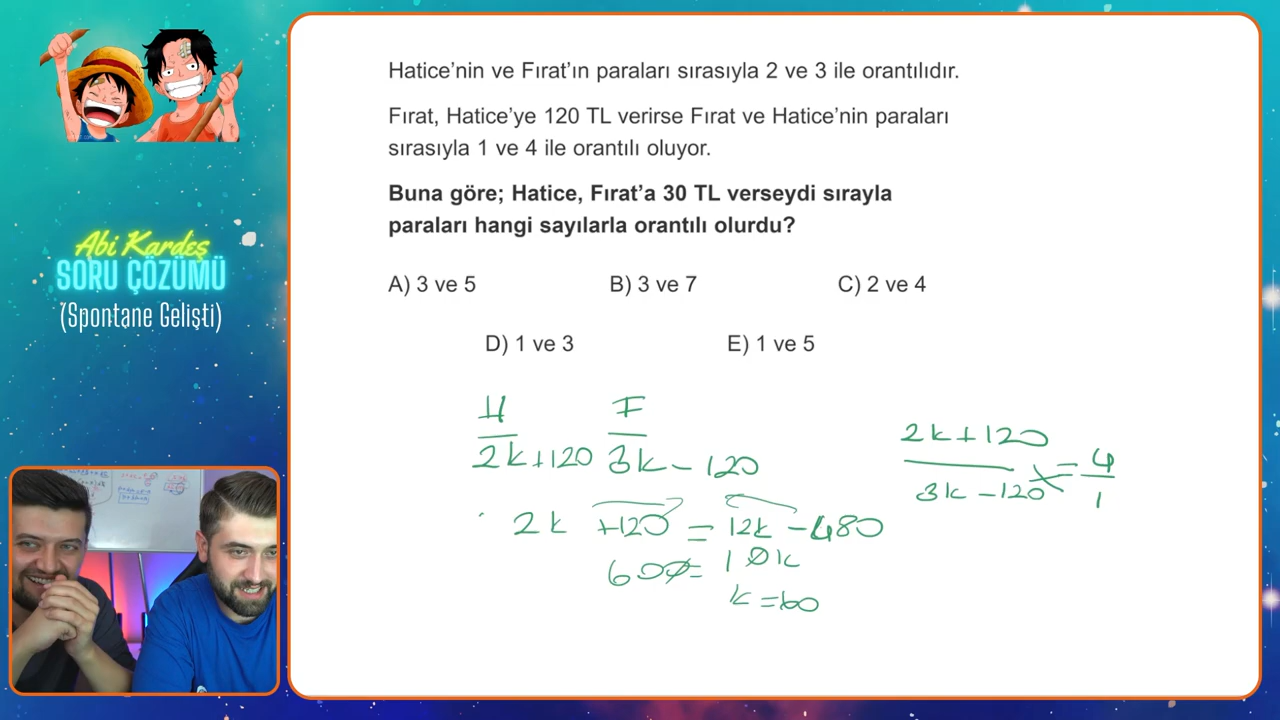 Hatice'nin ve Fırat'ın paraları sırasıyla 2 ve 3 ile orantılıdır.
Fırat, Hatice'ye 120 TL verirse Fırat ve Hatice'nin paraları
sırasıyla 1 ve 4 ile orantılı oluyor.
Buna göre; Hatice, Fırat'a 30 TL verseydi sırayla
paraları hangi sayılarla orantılı olurdu?
A) 3 ve 5 B) 3 ve 7 C) 2 ve 4
D) 1 ve 3 E) 1 ve 5
Abi Kardeş
SORU ÇÖZÜMÜ
(Spontane Gelişti)
H F
2k+120 3k-120
2k +120 = 12k -480
600 = 10k
k = 60
2k+120 = 4
3k-120 1